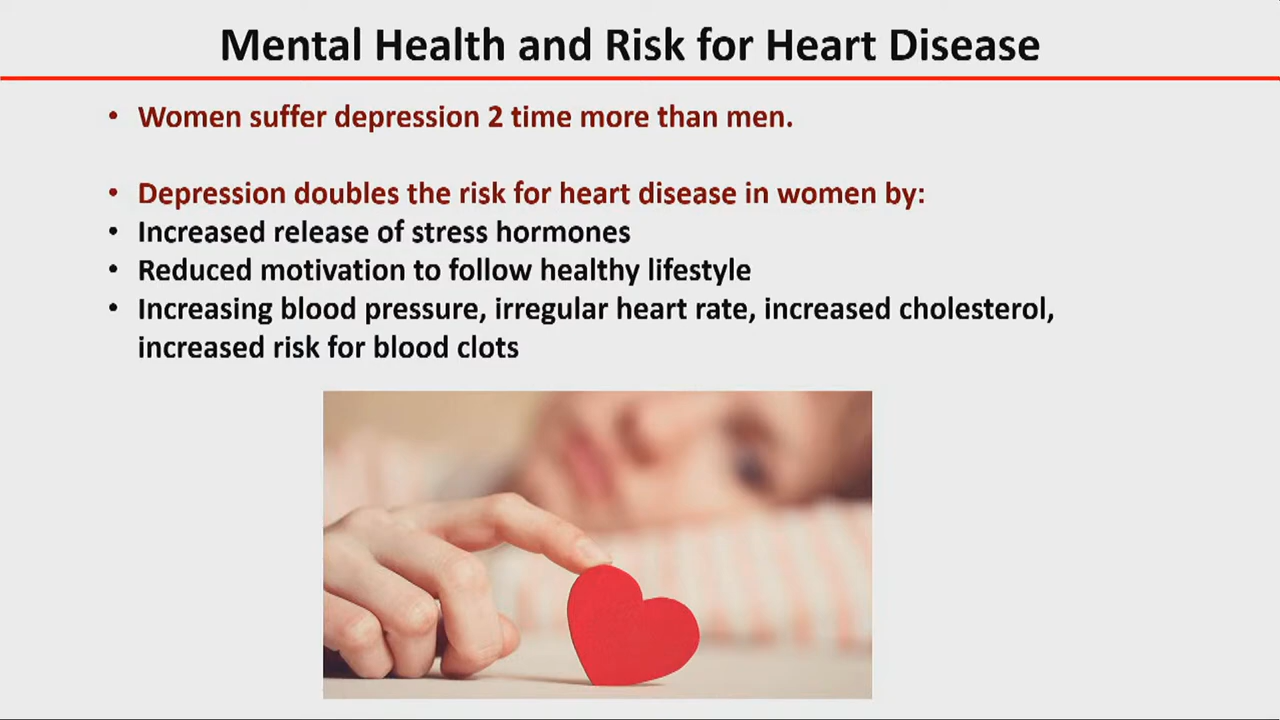 Mental Health and Risk for Heart Disease
• Women suffer depression 2 time more than men.
• Depression doubles the risk for heart disease in women by:
• Increased release of stress hormones
• Reduced motivation to follow healthy lifestyle
• Increasing blood pressure, irregular heart rate, increased cholesterol,
increased risk for blood clots